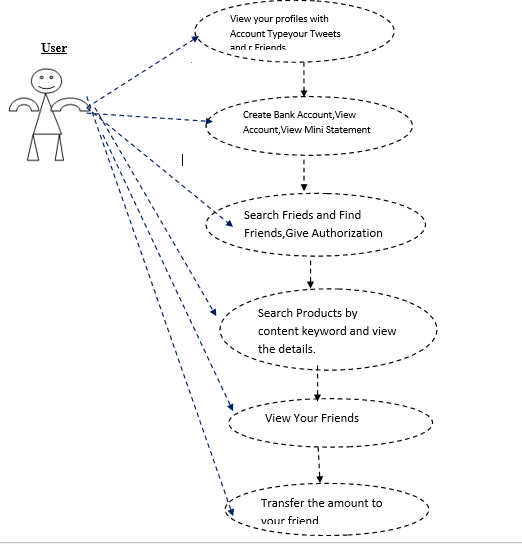 View your profiles with
Account Typeyour Tweets
and r Friends
User
Create Bank Account,View
Account,View Mini Statement
Search Frieds and Find
Friends,Give Authorization
Search Products by
content keyword and view
the details.
View Your Friends
Transfer the amount to
your friend